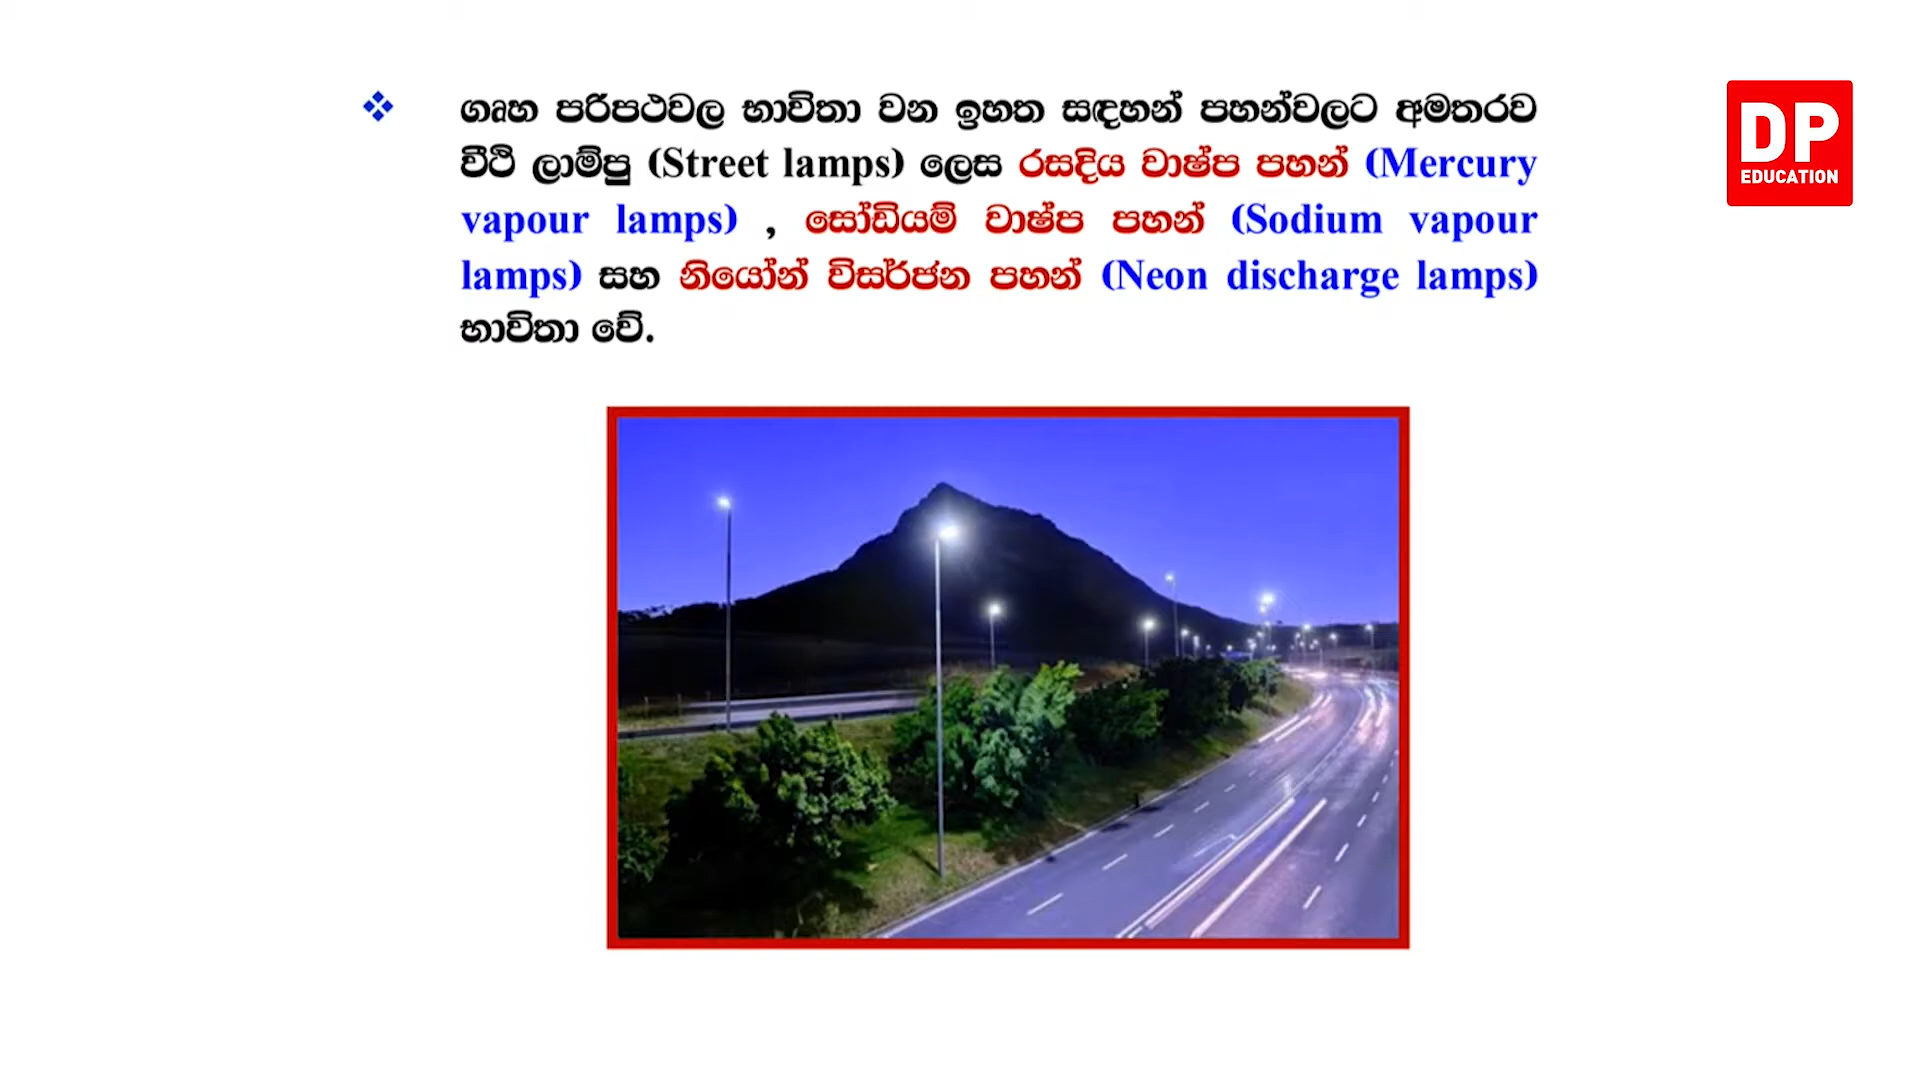 ගෘහ පරිපථවල භාවිතා වන ඉහත සඳහන් පහන්වලට අමතරව
වීථි ලාම්පු (Street lamps) ලෙස රසදිය වාෂ්ප පහන් (Mercury
vapour lamps) , සෝඩියම් වාෂ්ප පහන් (Sodium vapour
lamps) සහ නියෝන් විසර්ජන පහන් (Neon discharge lamps)
භාවිතා වේ.
DP
EDUCATION